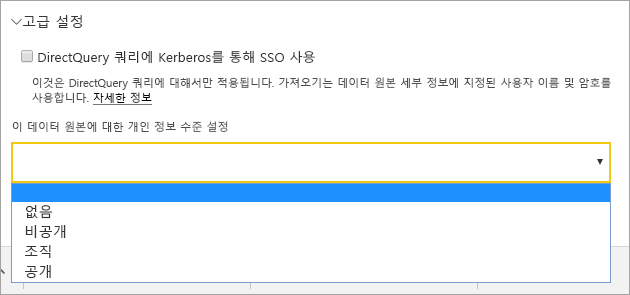 고급 설정
DirectQuery 쿼리에 Kerberos를 통해 SSO 사용
이것은 DirectQuery 쿼리에 대해서만 적용됩니다. 가져오기는 데이터 원본 세부 정보에 지정된 사용자 이름 및 암호를
사용합니다. 자세한 정보
이 데이터 원본에 대한 개인 정보 수준 설정
없음
비공개
조직
공개